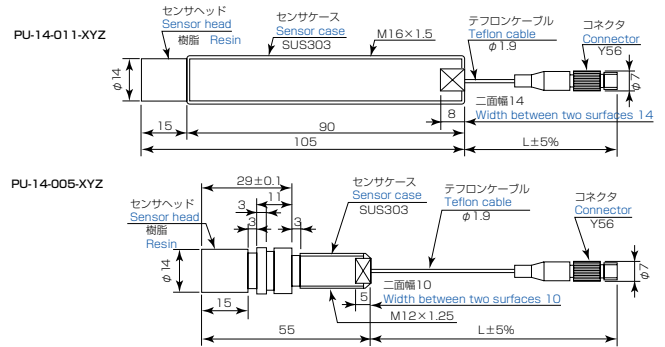 PU-14-011-XYZ
センサヘッド
Sensor head
樹脂 Resin
センサケース
Sensor case
SUS303
M16×1.5
テフロンケーブル
Teflon cable
φ1.9
コネクタ
Connector
Y56
φ14
φ7
二面幅14
Width between two surfaces 14
8
15
90
105
L±5%
PU-14-005-XYZ
29±0.1
11
3
3
3
センサヘッド
Sensor head
樹脂
Resin
センサケース
Sensor case
SUS303
テフロンケーブル
Teflon cable
φ1.9
コネクタ
Connector
Y56
φ14
φ7
二面幅10
Width between two surfaces 10
5
15
M12×1.25
55
L±5%